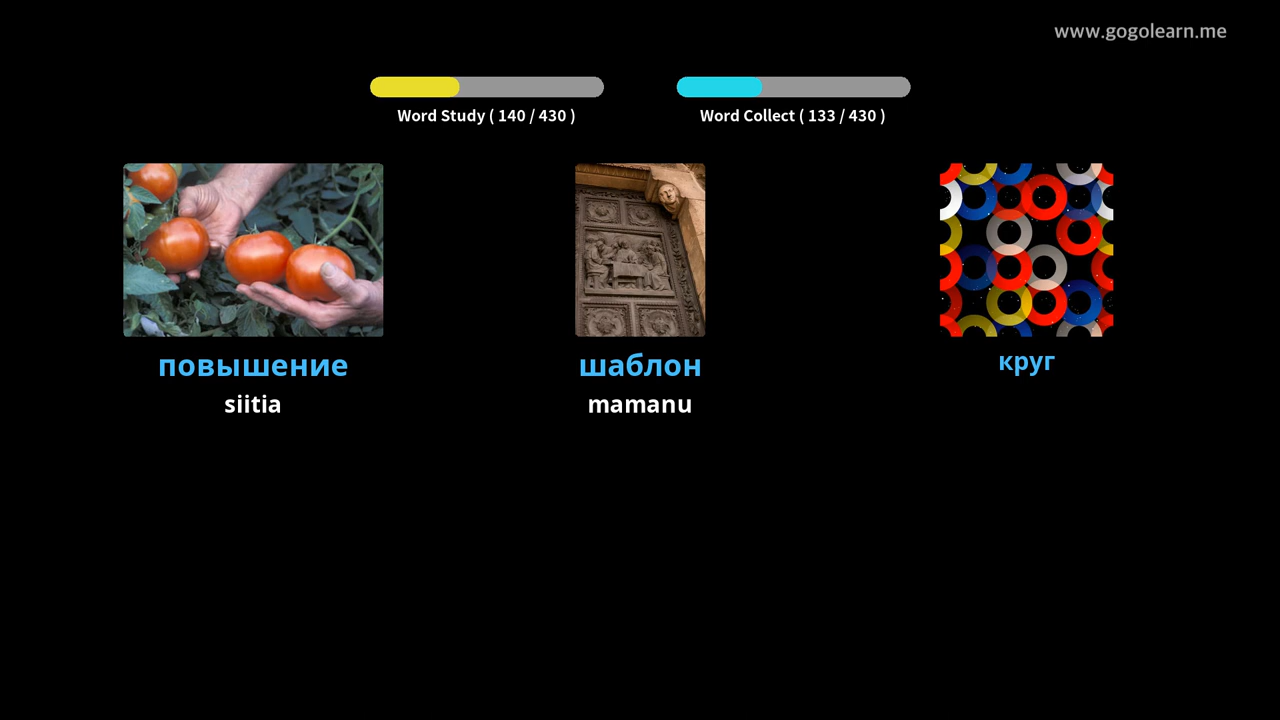 www.gogolearn.me
Word Study ( 140 / 430 )
Word Collect ( 133 / 430 )
повышение
siitia
шаблон
mamanu
круг